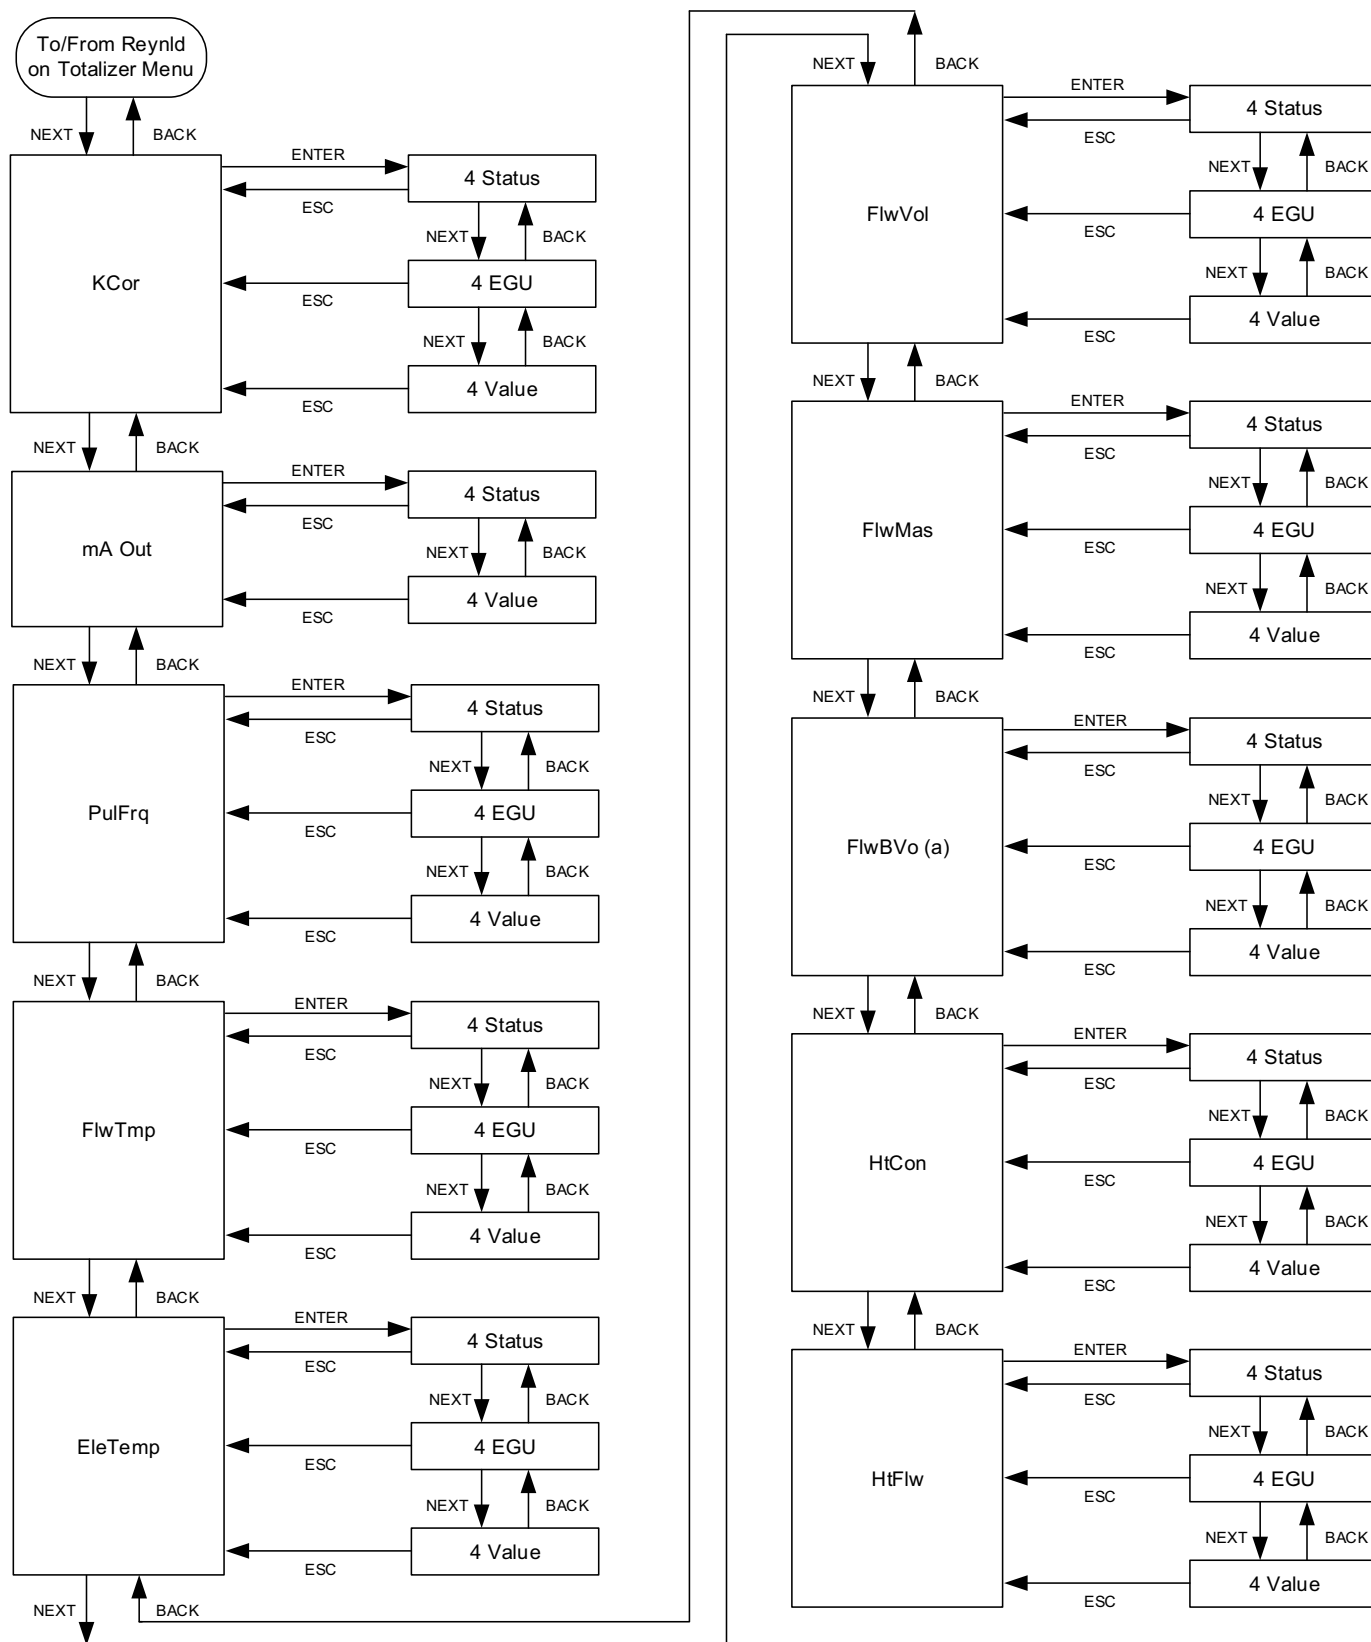 To/From Reynld
on Totalizer Menu
NEXT
BACK
KCor
ENTER
4 Status
ESC
NEXT
BACK
4 EGU
ESC
NEXT
BACK
4 Value
ESC
NEXT
BACK
mA Out
ENTER
4 Status
ESC
NEXT
BACK
4 Value
ESC
NEXT
BACK
PulFrq
ENTER
4 Status
ESC
NEXT
BACK
4 EGU
ESC
NEXT
BACK
4 Value
ESC
NEXT
BACK
FlwTmp
ENTER
4 Status
ESC
NEXT
BACK
4 EGU
ESC
NEXT
BACK
4 Value
ESC
NEXT
BACK
EleTemp
ENTER
4 Status
ESC
NEXT
BACK
4 EGU
ESC
NEXT
BACK
4 Value
ESC
NEXT
BACK
NEXT
BACK
FlwVol
ENTER
4 Status
ESC
NEXT
BACK
4 EGU
ESC
NEXT
BACK
4 Value
ESC
NEXT
BACK
FlwMas
ENTER
4 Status
ESC
NEXT
BACK
4 EGU
ESC
NEXT
BACK
4 Value
ESC
NEXT
BACK
FlwBVo (a)
ENTER
4 Status
ESC
NEXT
BACK
4 EGU
ESC
NEXT
BACK
4 Value
ESC
NEXT
BACK
HtCon
ENTER
4 Status
ESC
NEXT
BACK
4 EGU
ESC
NEXT
BACK
4 Value
ESC
NEXT
BACK
HtFlw
ENTER
4 Status
ESC
NEXT
BACK
4 EGU
ESC
NEXT
BACK
4 Value
ESC